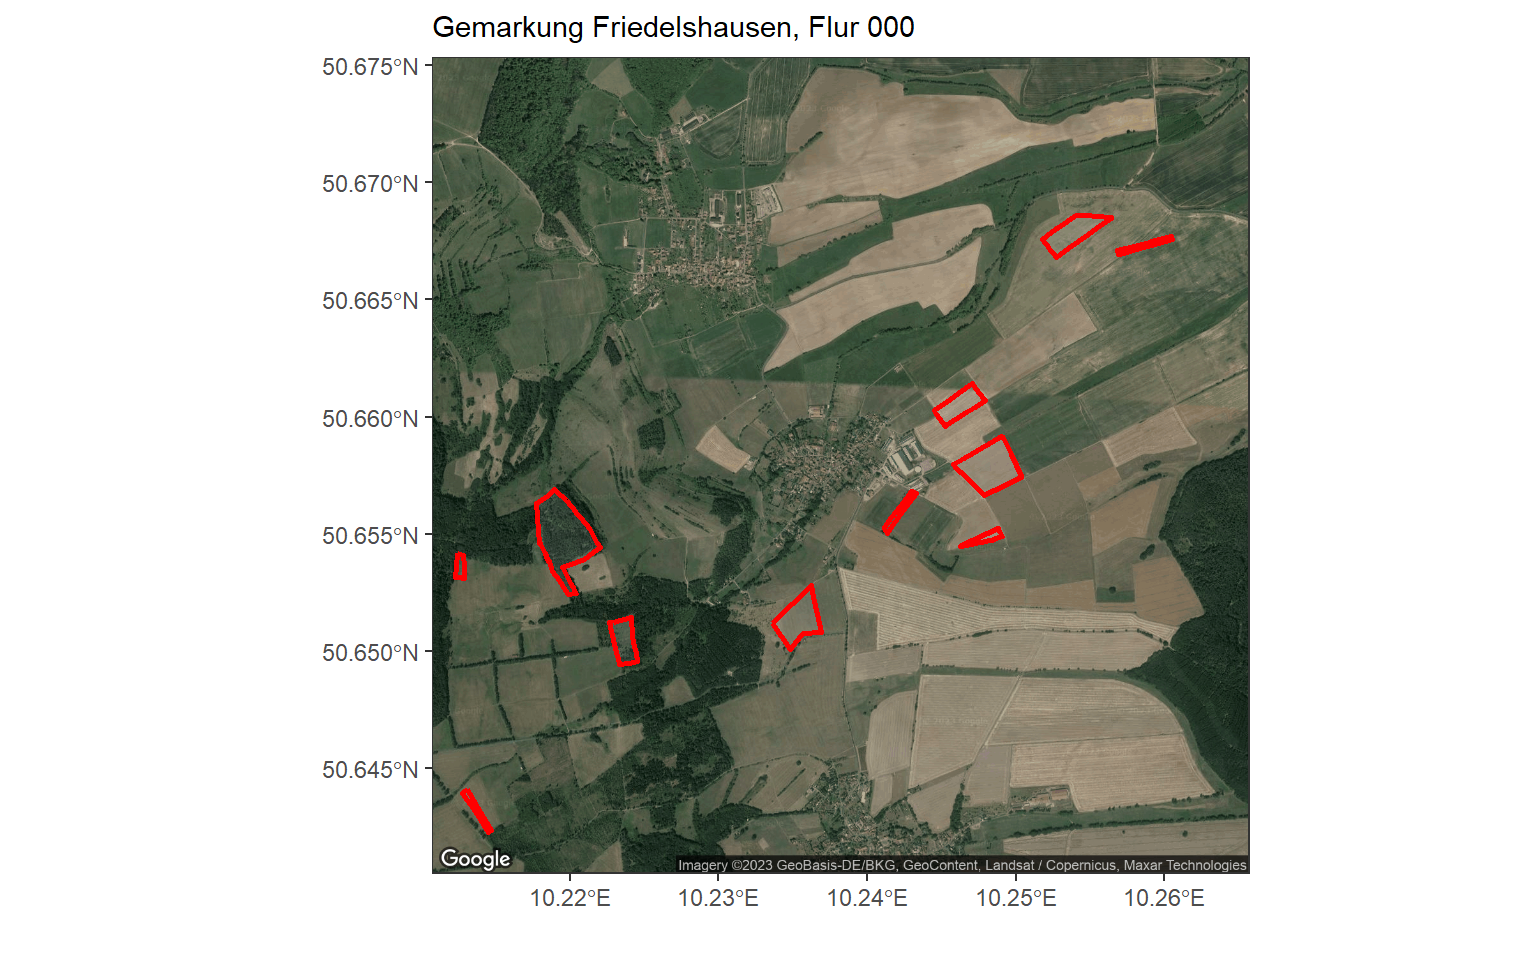 Gemarkung Friedelshausen, Flur 000
50.675°N
50.670°N
50.665°N
50.660°N
50.655°N
50.650°N
50.645°N
Google
Imagery ©2023 GeoBasis-DE/BKG, GeoContent, Landsat / Copernicus, Maxar Technologies
10.22°E
10.23°E
10.24°E
10.25°E
10.26°E